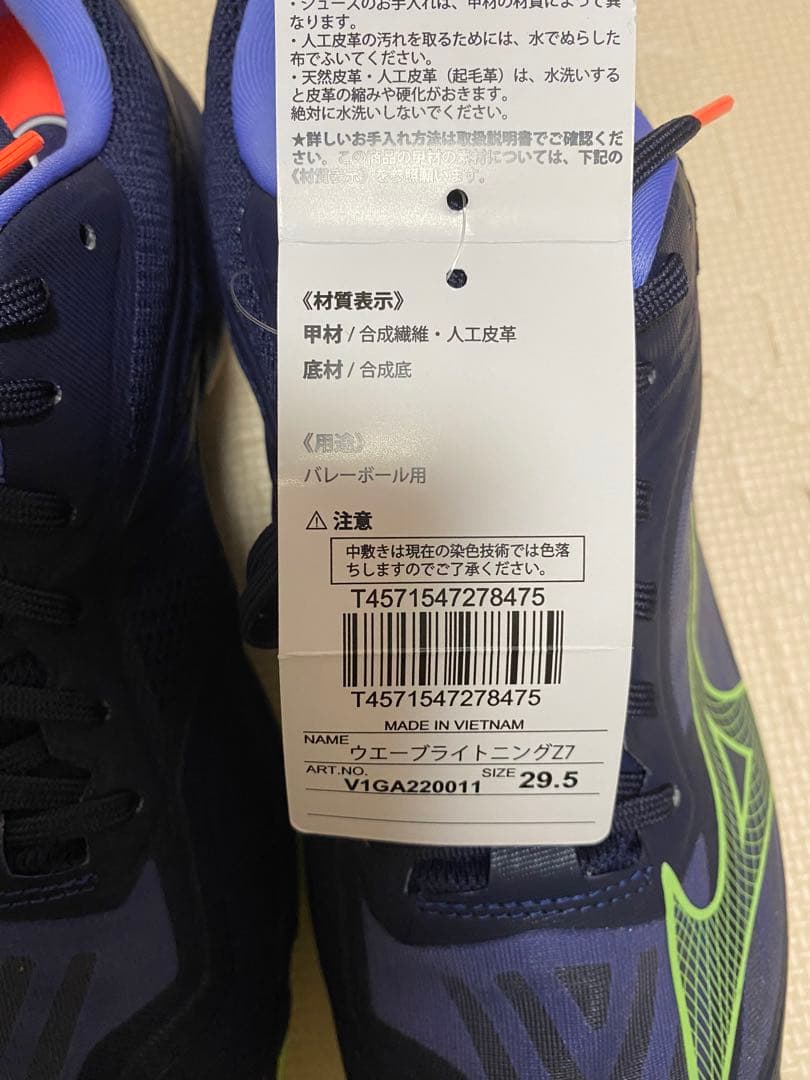 ・シューズのお手入れは、甲材の材質によって異
なります。
・人工皮革の汚れを取るためには、水でぬらした
布でふいてください。
・天然皮革・人工皮革（起毛革）は、水洗いする
と皮革の縮みや硬化がおきます。
絶対に水洗いしないでください。
★詳しいお手入れ方法は取扱説明書でご確認くだ
さい。この商品の甲材の素材については、下記の
《材質表示》を参照願います。
《材質表示》
甲材 / 合成繊維・人工皮革
底材 / 合成底
《用途》
バレーボール用
⚠ 注意
中敷きは現在の染色技術では色落
ちしますのでご了承ください。
T4571547278475
T4571547278475
MADE IN VIETNAM
NAME ウエーブライトニングZ7
ART.NO. V1GA220011 SIZE 29.5